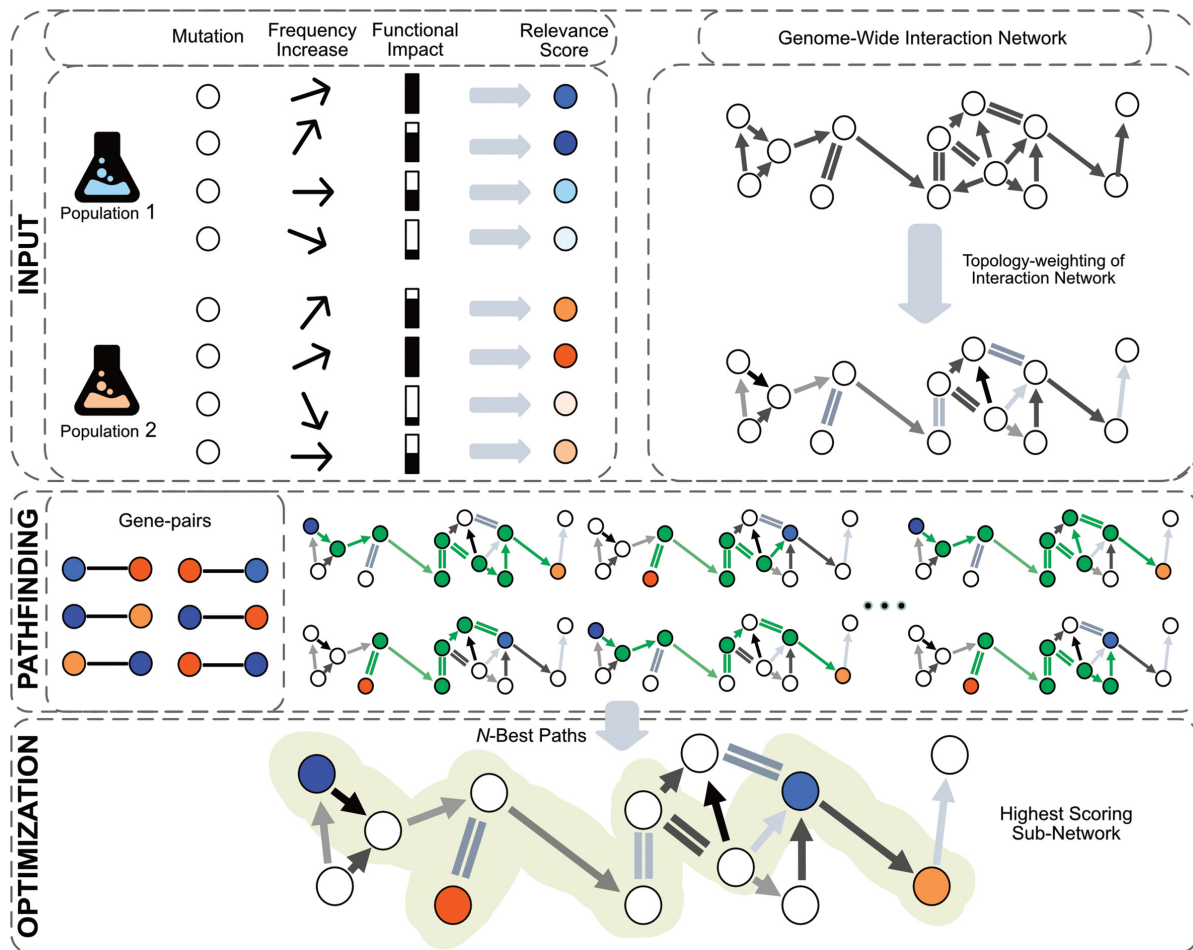 INPUT
Mutation
Frequency
Increase
Functional
Impact
Relevance
Score
Population 1
Population 2
Genome-Wide Interaction Network
Topology-weighting of
Interaction Network
PATHFINDING
Gene-pairs
OPTIMIZATION
N-Best Paths
Highest Scoring
Sub-Network